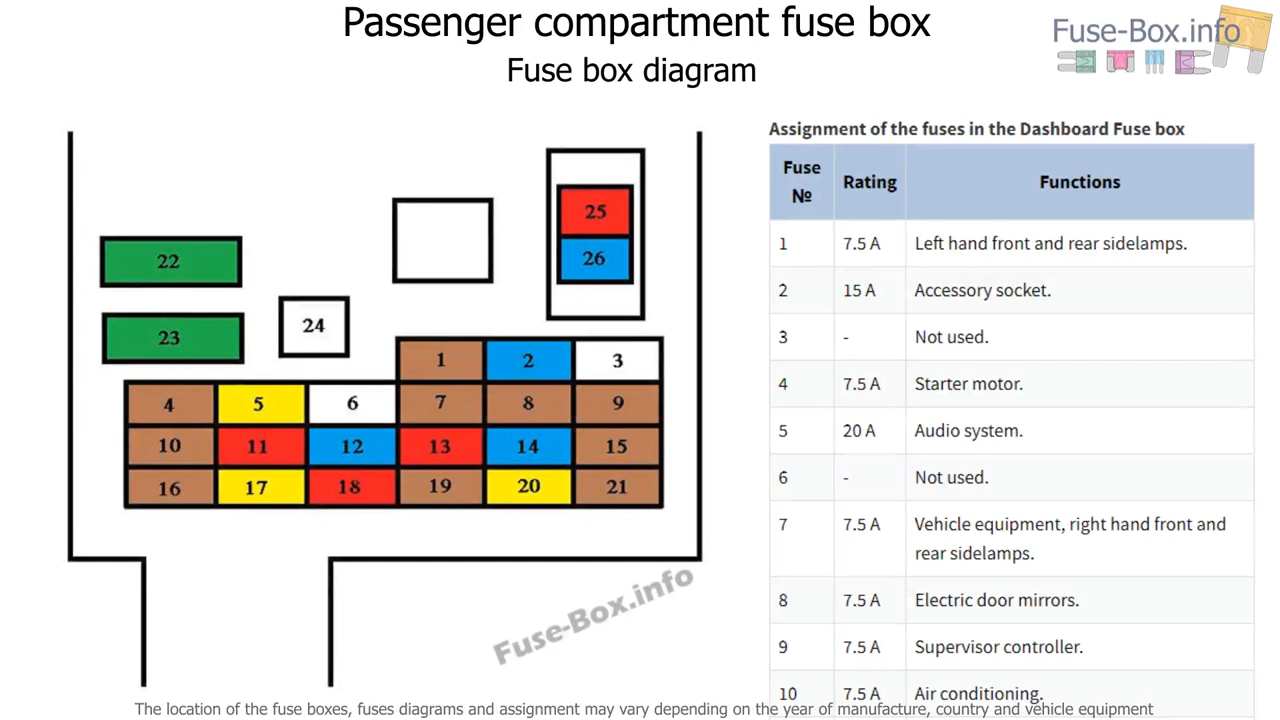 Passenger compartment fuse box
Fuse box diagram
Fuse-Box.info
25
26
22
23
24
1 2 3
4 5 6 7 8 9
10 11 12 13 14 15
16 17 18 19 20 21
Fuse-Box.info
Assignment of the fuses in the Dashboard Fuse box
Fuse № Rating Functions
1 7.5 A Left hand front and rear sidelamps.
2 15 A Accessory socket.
3 - Not used.
4 7.5 A Starter motor.
5 20 A Audio system.
6 - Not used.
7 7.5 A Vehicle equipment, right hand front and
rear sidelamps.
8 7.5 A Electric door mirrors.
9 7.5 A Supervisor controller.
10 7.5 A Air conditioning.
The location of the fuse boxes, fuses diagrams and assignment may vary depending on the year of manufacture, country and vehicle equipment